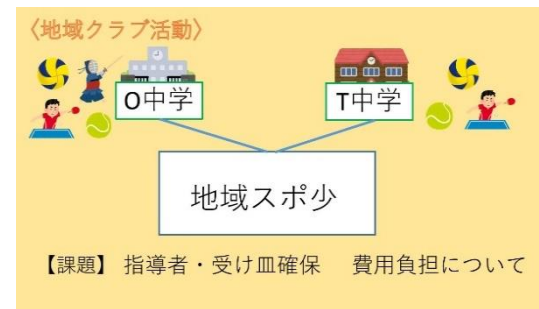 〈地域クラブ活動〉
O中学
T中学
地域スポ少
【課題】 指導者・受け皿確保　費用負担について